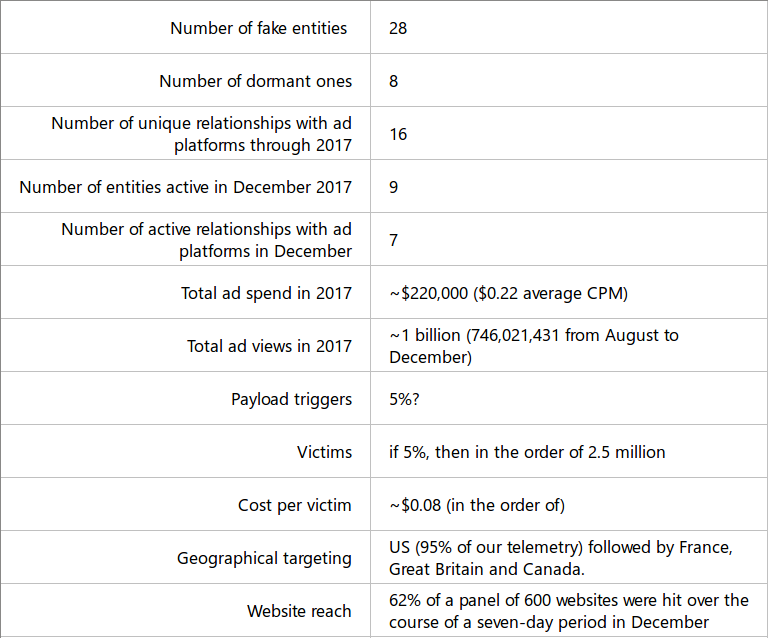 Number of fake entities 28
Number of dormant ones 8
Number of unique relationships with ad
platforms through 2017 16
Number of entities active in December 2017 9
Number of active relationships with ad
platforms in December 7
Total ad spend in 2017 ~$220,000 ($0.22 average CPM)
Total ad views in 2017 ~1 billion (746,021,431 from August to
December)
Payload triggers 5%?
Victims if 5%, then in the order of 2.5 million
Cost per victim ~$0.08 (in the order of)
Geographical targeting US (95% of our telemetry) followed by France,
Great Britain and Canada.
Website reach 62% of a panel of 600 websites were hit over the
course of a seven-day period in December